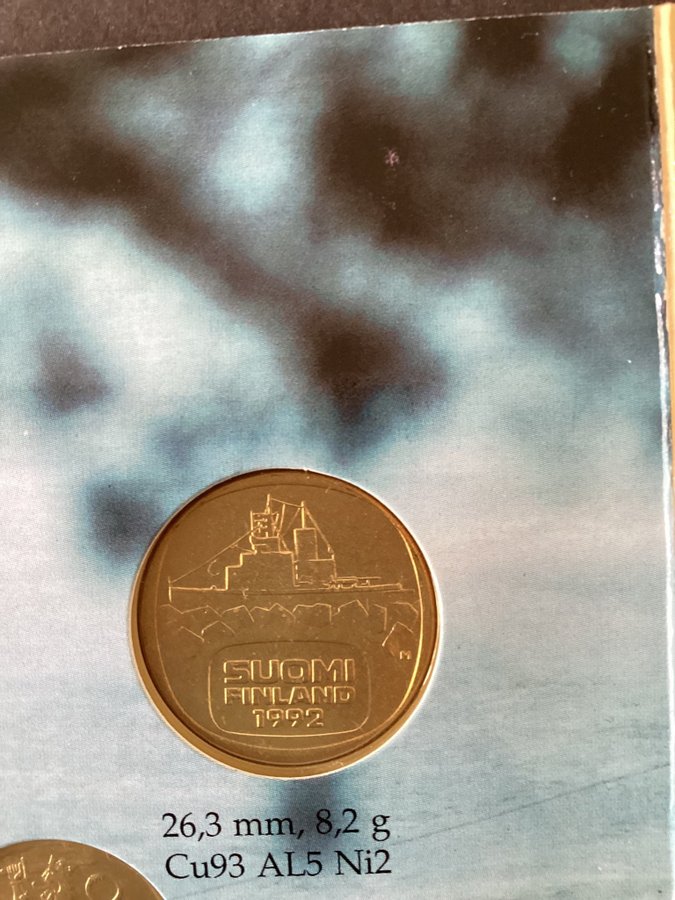 M
SUOMI
FINLAND
1992
26,3 mm, 8,2 g
Cu93 AL5 Ni2